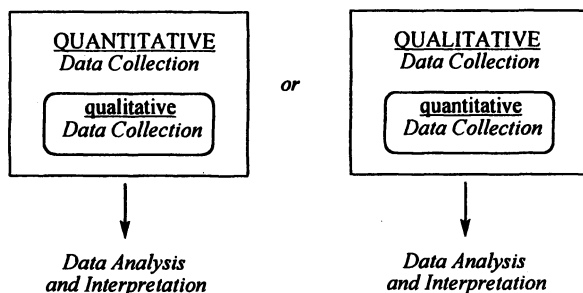 QUANTITATIVE
Data Collection
qualitative
Data Collection
or
QUALITATIVE
Data Collection
quantitative
Data Collection
Data Analysis
and Interpretation
Data Analysis
and Interpretation